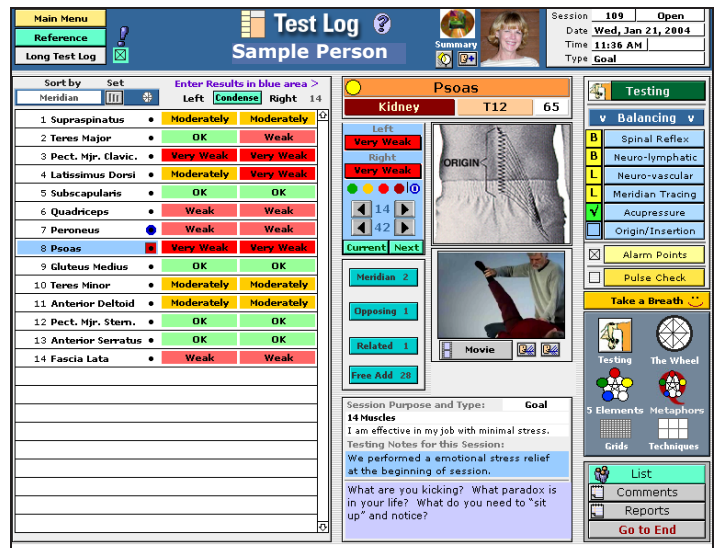 Main Menu
Reference
Long Test Log
Test Log ?
Sample Person
Summary
Session 109 Open
Date Wed, Jan 21, 2004
Time 11:36 AM
Type Goal
Sort by Set
Meridian
Enter Results in blue area >
Left Condense Right 14
1 Supraspinatus Moderately Moderately
2 Teres Major OK Weak
3 Pect. Mjr. Clavic. Very Weak Very Weak
4 Latissimus Dorsi Moderately Very Weak
5 Subscapularis OK OK
6 Quadriceps Weak Weak
7 Peroneus Weak Weak
8 Psoas Very Weak Very Weak
9 Gluteus Medius OK OK
10 Teres Minor Moderately Moderately
11 Anterior Deltoid Moderately Moderately
12 Pect. Mjr. Stern. OK OK
13 Anterior Serratus OK OK
14 Fascia Lata Weak Weak
Psoas
Kidney T12 65
Left
Very Weak
Right
Very Weak
14
42
Current Next
ORIGIN
Meridian 2
Opposing 1
Related 1
Free Add 28
Movie
Session Purpose and Type: Goal
14 Muscles
I am effective in my job with minimal stress.
Testing Notes for this Session:
We performed a emotional stress relief
at the beginning of session.
What are you kicking? What paradox is
in your life? What do you need to "sit
up" and notice?
Testing
v Balancing v
B Spinal Reflex
B Neuro-lymphatic
L Neuro-vascular
L Meridian Tracing
√ Acupressure
Origin/Insertion
Alarm Points
Pulse Check
Take a Breath
Testing The Wheel
5 Elements Metaphors
Grids Techniques
List
Comments
Reports
Go to End